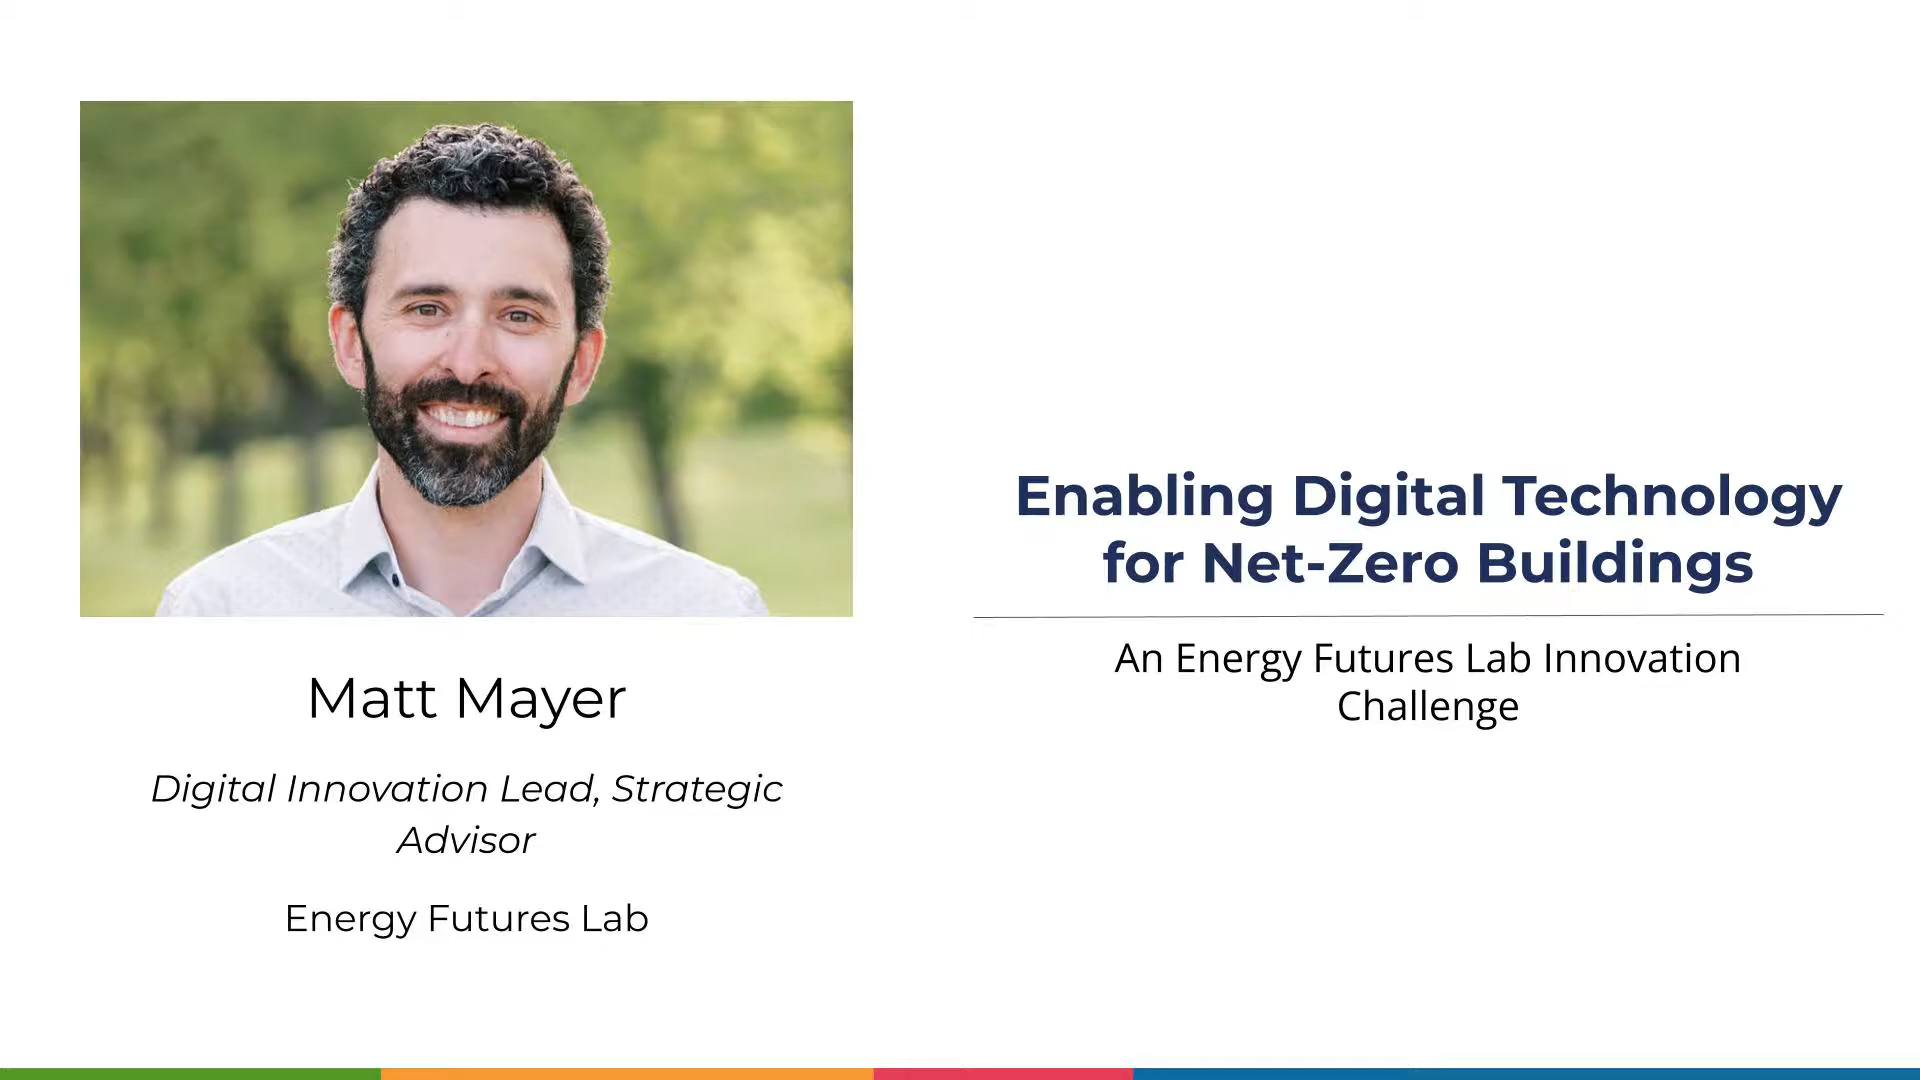 Matt Mayer
Digital Innovation Lead, Strategic
Advisor
Energy Futures Lab
Enabling Digital Technology
for Net-Zero Buildings
An Energy Futures Lab Innovation
Challenge